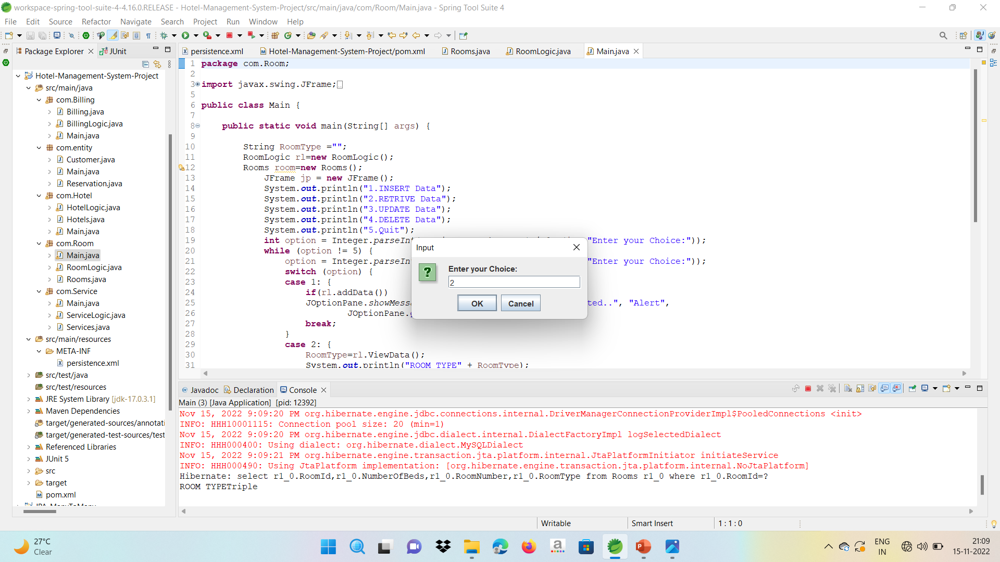 workspace-spring-tool-suite-4-4.16.0.RELEASE - Hotel-Management-System-Project/src/main/java/com/Room/Main.java - Spring Tool Suite 4
File Edit Source Refactor Navigate Search Project Run Window Help
Package Explorer
JUnit
Hotel-Management-System-Project
src/main/java
com.Billing
Billing.java
BillingLogic.java
Main.java
com.entity
Customer.java
Main.java
Reservation.java
com.Hotel
HotelLogic.java
Hotels.java
Main.java
com.Room
Main.java
RoomLogic.java
Rooms.java
com.Service
Main.java
ServiceLogic.java
Services.java
src/main/resources
META-INF
persistence.xml
src/test/java
src/test/resources
JRE System Library [jdk-17.0.3.1]
Maven Dependencies
target/generated-sources/annotati
target/generated-test-sources/test
Referenced Libraries
JUnit 5
src
target
pom.xml
persistence.xml
Hotel-Management-System-Project/pom.xml
Rooms.java
RoomLogic.java
Main.java
1 package com.Room;
2
3 import javax.swing.JFrame;
5
6 public class Main {
7
8 public static void main(String[] args) {
9
10 String RoomType ="";
11 RoomLogic rl=new RoomLogic();
12 Rooms room=new Rooms();
13 JFrame jp = new JFrame();
14 System.out.println("1.INSERT Data");
15 System.out.println("2.RETRIVE Data");
16 System.out.println("3.UPDATE Data");
17 System.out.println("4.DELETE Data");
18 System.out.println("5.Quit");
19 int option = Integer.parseIn "Enter your Choice:"));
20 while (option != 5) {
21 option = Integer.parseIn "Enter your Choice:"));
22 switch (option) {
23 case 1: {
24 if(rl.addData())
25 JOptionPane.showMess ted..", "Alert",
26 JOptionPane.
27 break;
28 }
29 case 2: {
30 RoomType=rl.ViewData();
31 System.out.println("ROOM TYPE" + RoomType);
Input
Enter your Choice:
2
OK Cancel
@ Javadoc
Declaration
Console
Main (3) [Java Application] [pid: 12392]
Nov 15, 2022 9:09:20 PM org.hibernate.engine.jdbc.connections.internal.DriverManagerConnectionProviderImpl$PooledConnections <init>
INFO: HHH10001115: Connection pool size: 20 (min=1)
Nov 15, 2022 9:09:20 PM org.hibernate.engine.jdbc.dialect.internal.DialectFactoryImpl logSelectedDialect
INFO: HHH000400: Using dialect: org.hibernate.dialect.MySQLDialect
Nov 15, 2022 9:09:21 PM org.hibernate.engine.transaction.jta.platform.internal.JtaPlatformInitiator initiateService
INFO: HHH000490: Using JtaPlatform implementation: [org.hibernate.engine.transaction.jta.platform.internal.NoJtaPlatform]
Hibernate: select r1_0.RoomId,r1_0.NumberOfBeds,r1_0.RoomNumber,r1_0.RoomType from Rooms r1_0 where r1_0.RoomId=?
ROOM TYPETriple
Writable
Smart Insert
1 : 1 : 0
27°C
Clear
ENG
IN
21:09
15-11-2022